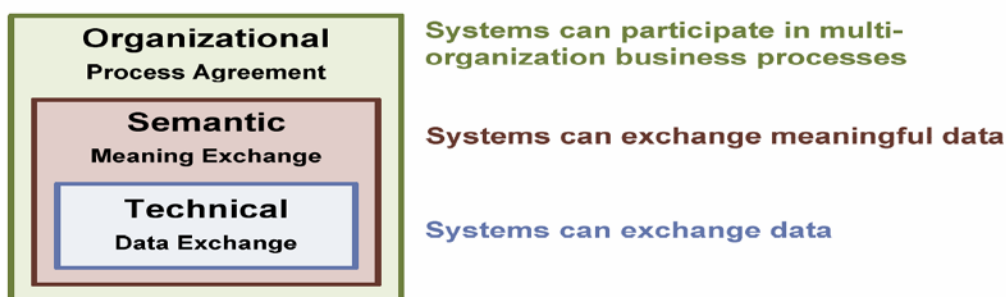 Organizational
Process Agreement
Systems can participate in multi-
organization business processes
Semantic
Meaning Exchange
Systems can exchange meaningful data
Technical
Data Exchange
Systems can exchange data